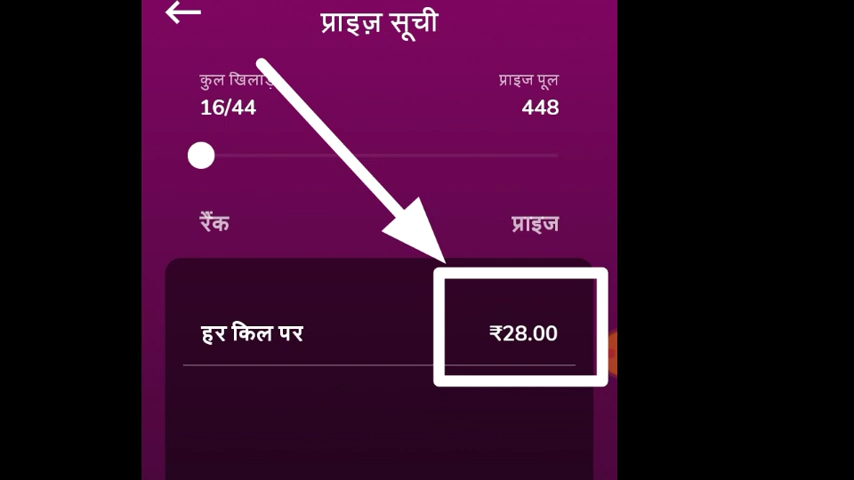 प्राइज़ सूची
कुल
प्राइज पूल
16/44
448
रैंक
प्राइज
हर किल पर
₹28.00